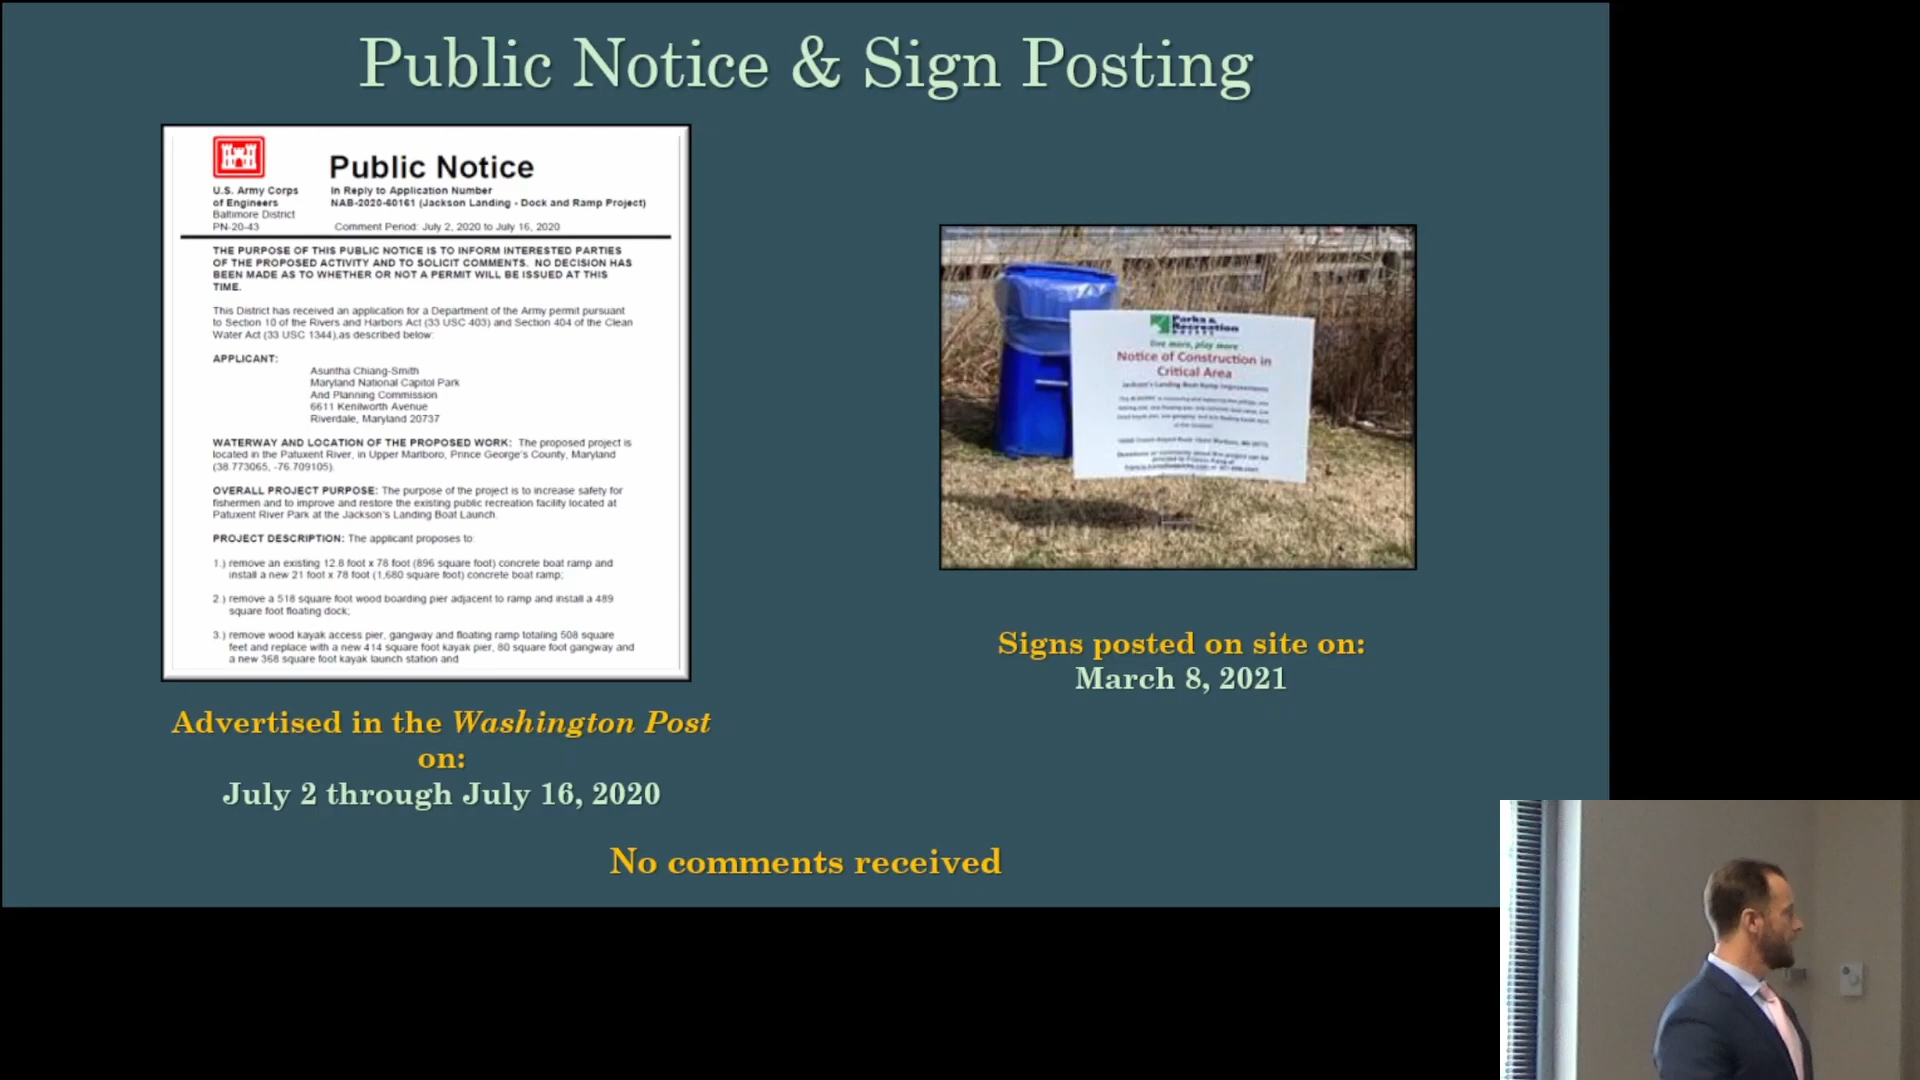 Public Notice & Sign Posting
Public Notice
U.S. Army Corps
of Engineers
Baltimore District
PN-20-43
In Reply to Application Number
NAB-2020-60161 (Jackson Landing - Dock and Ramp Project)
Comment Period: July 2, 2020 to July 16, 2020
THE PURPOSE OF THIS PUBLIC NOTICE IS TO INFORM INTERESTED PARTIES
OF THE PROPOSED ACTIVITY AND TO SOLICIT COMMENTS. NO DECISION HAS
BEEN MADE AS TO WHETHER OR NOT A PERMIT WILL BE ISSUED AT THIS
TIME.
This District has received an application for a Department of the Army permit pursuant
to Section 10 of the Rivers and Harbors Act (33 USC 403) and Section 404 of the Clean
Water Act (33 USC 1344),as described below:
APPLICANT:
Asuntha Chiang-Smith
Maryland National Capitol Park
And Planning Commission
6611 Kenilworth Avenue
Riverdale, Maryland 20737
WATERWAY AND LOCATION OF THE PROPOSED WORK: The proposed project is
located in the Patuxent River, in Upper Marlboro, Prince George's County, Maryland
(38.773065, -76.709105).
OVERALL PROJECT PURPOSE: The purpose of the project is to increase safety for
fishermen and to improve and restore the existing public recreation facility located at
Patuxent River Park at the Jackson's Landing Boat Launch.
PROJECT DESCRIPTION: The applicant proposes to:
1.) remove an existing 12.8 foot x 78 foot (896 square foot) concrete boat ramp and
install a new 21 foot x 78 foot (1,680 square foot) concrete boat ramp;
2.) remove a 518 square foot wood boarding pier adjacent to ramp and install a 489
square foot floating dock;
3.) remove wood kayak access pier, gangway and floating ramp totaling 508 square
feet and replace with a new 414 square foot kayak pier, 80 square foot gangway and
a new 368 square foot kayak launch station and
Parks &
Recreation
live more, play more
Notice of Construction in
Critical Area
Jackson's Landing Boat Ramp Improvements
Signs posted on site on:
March 8, 2021
Advertised in the Washington Post
on:
July 2 through July 16, 2020
No comments received